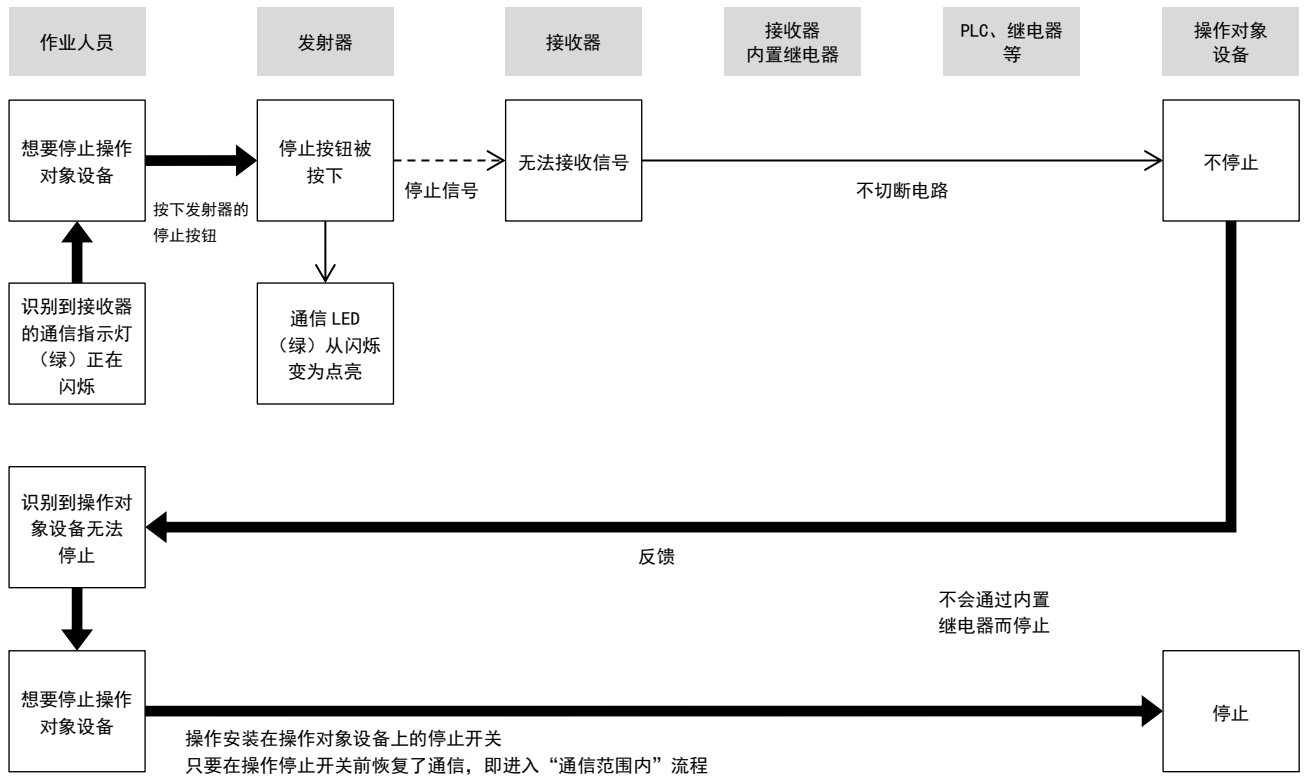 作业人员
发射器
接收器
接收器
内置继电器
PLC、继电器
等
操作对象
设备
想要停止操作
对象设备
按下发射器的
停止按钮
停止按钮被
按下
停止信号
无法接收信号
不切断电路
不停止
识别到接收器
的通信指示灯
（绿）正在
闪烁
通信 LED
（绿）从闪烁
变为点亮
识别到操作对
象设备无法
停止
反馈
不会通过内置
继电器而停止
想要停止操作
对象设备
操作安装在操作对象设备上的停止开关
只要在操作停止开关前恢复了通信，即进入“通信范围内”流程
停止